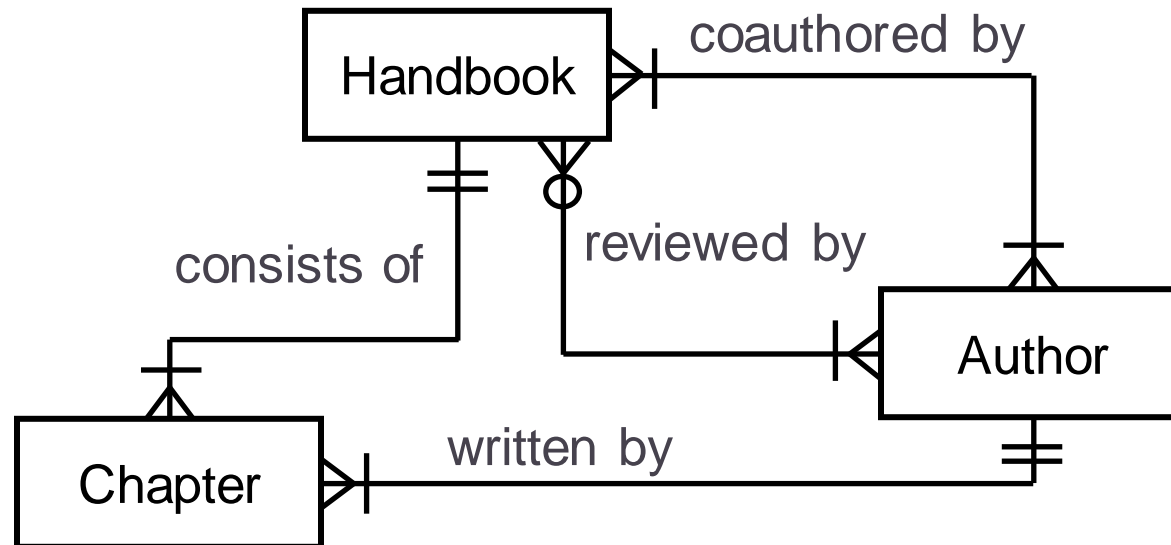 coauthored by
Handbook
reviewed by
consists of
Author
written by
Chapter